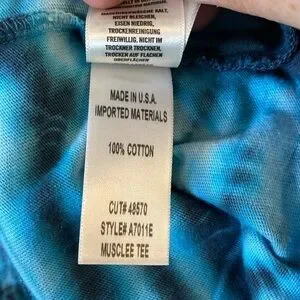 NICHT BLEICHEN,
EISEN NIEDRIG,
TROCKENREINIGUNG
FREIWILLIG. NICHT IM
TROCKNER TROCKNEN,
TROCKEN AUF FLACHEN
OBERFLÄCHEN
MADE IN U.S.A.
IMPORTED MATERIALS
100% COTTON
CUT# 48570
STYLE# A7011E
MUSCLEE TEE